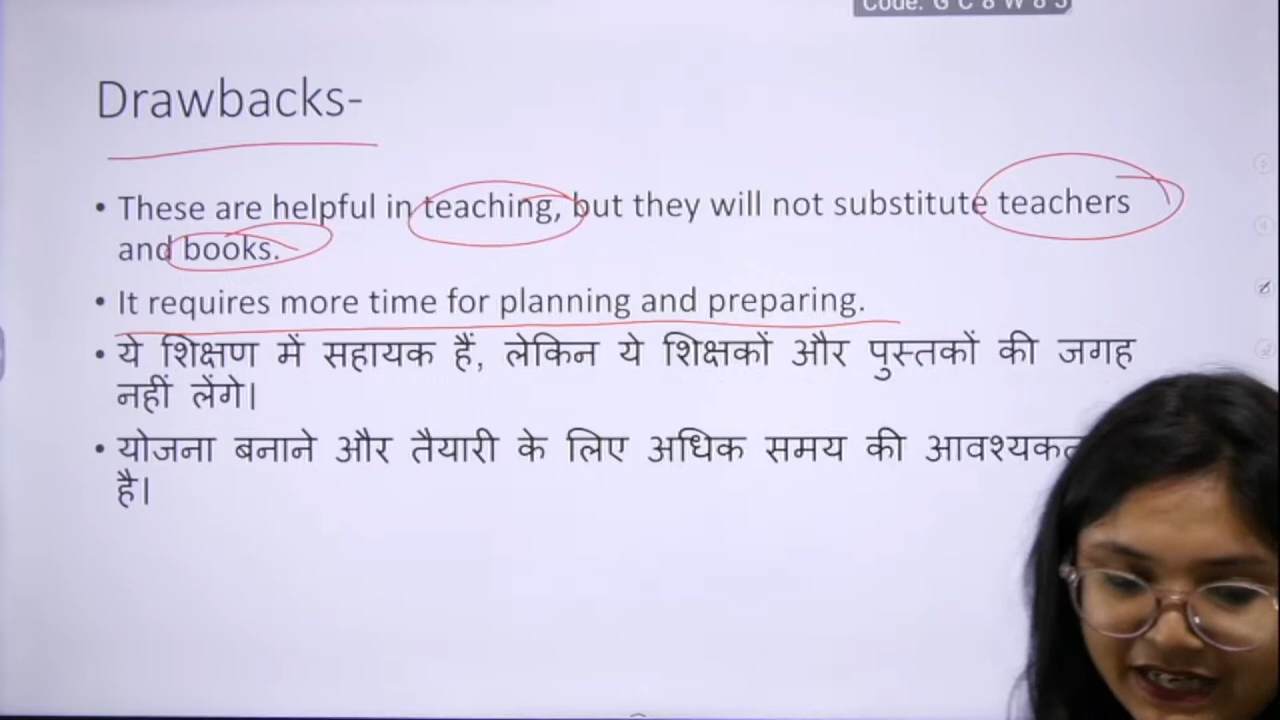 Drawbacks-
• These are helpful in teaching, but they will not substitute teachers
and books.
• It requires more time for planning and preparing.
• ये शिक्षण में सहायक हैं, लेकिन ये शिक्षकों और पुस्तकों की जगह
नहीं लेंगे।
• योजना बनाने और तैयारी के लिए अधिक समय की
है।